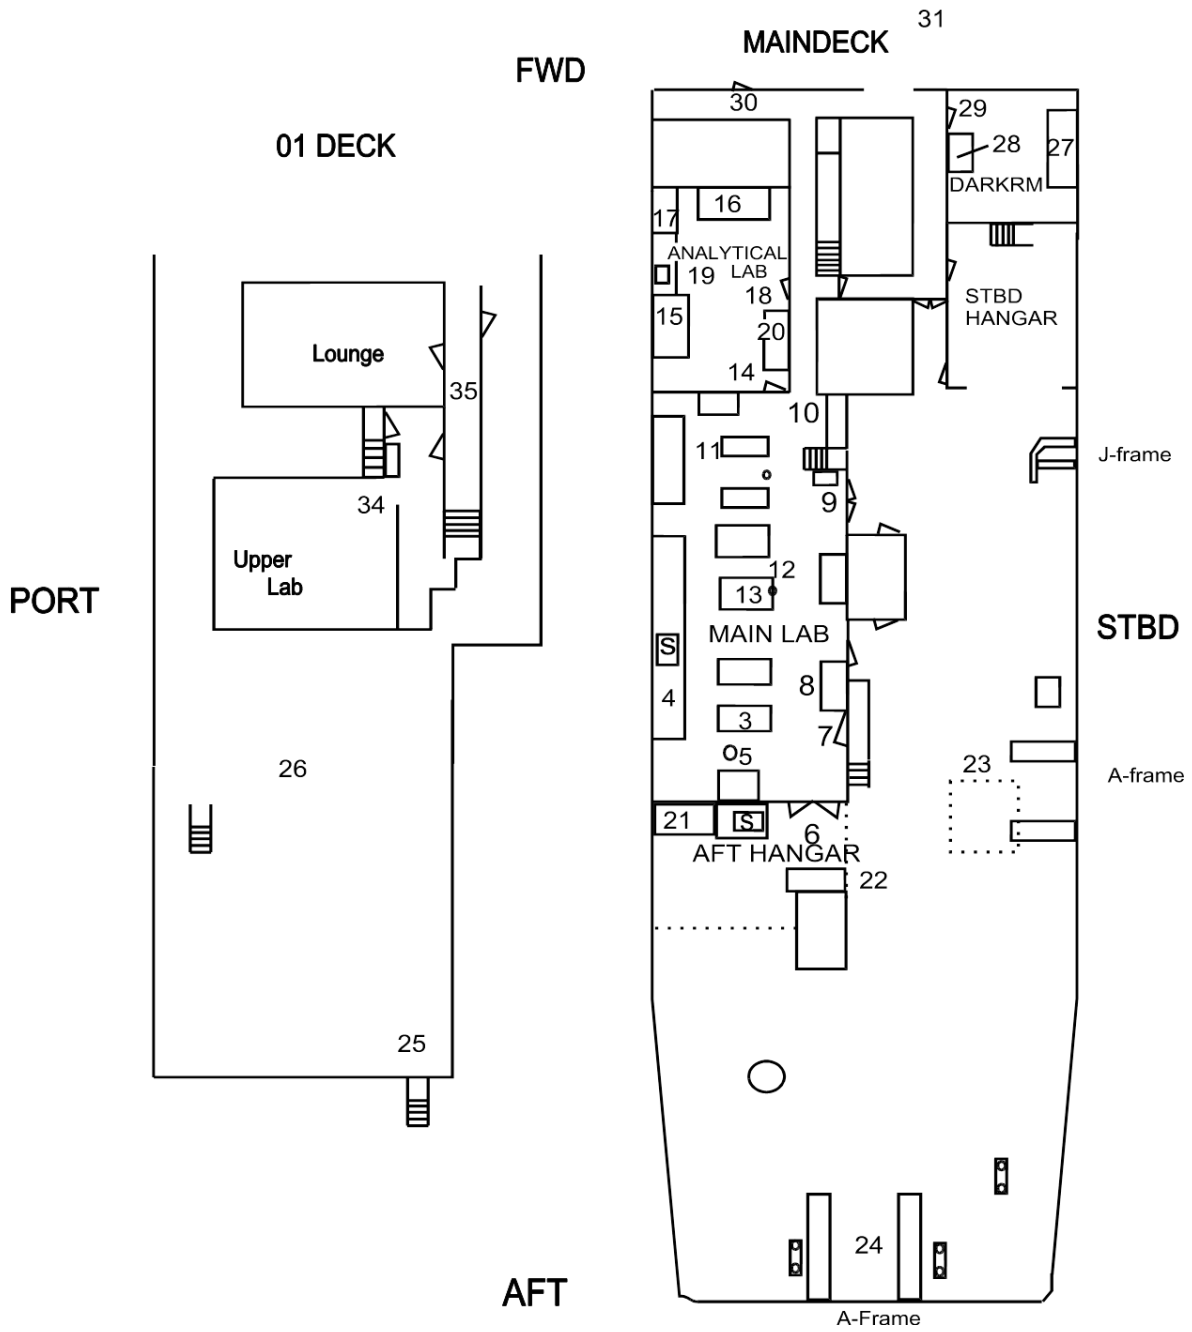 31
MAINDECK
FWD
30
29
01 DECK
28
27
DARKRM
16
17
ANALYTICAL
LAB
19
18
STBD
HANGAR
15
20
Lounge
14
35
10
11
J-frame
34
9
Upper
Lab
12
13
PORT
MAIN LAB
STBD
S
8
4
3
7
5
26
23
A-frame
21
S
6
AFT HANGAR
22
25
24
AFT
A-Frame